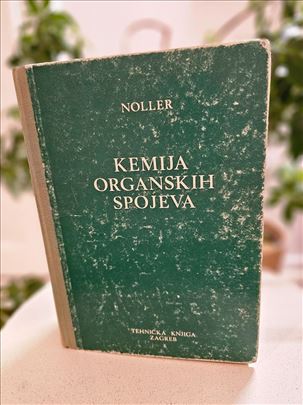 NOLLER
KEMIJA
ORGANSKIH
SPOJEVA
TEHNIČKA KNJIGA
ZAGREB